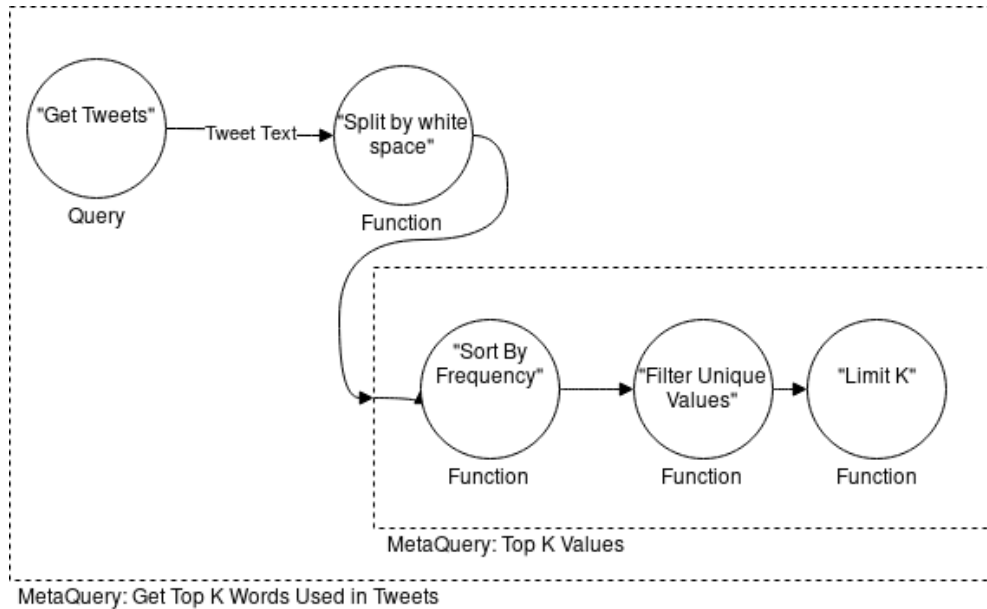 "Get Tweets"
Query
Tweet Text
"Split by white
space"
Function
"Sort By
Frequency"
Function
"Filter Unique
Values"
Function
"Limit K"
Function
MetaQuery: Top K Values
MetaQuery: Get Top K Words Used in Tweets